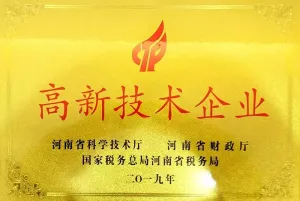 高新技术企业
河南省科学技术厅 河南省财政厅
国家税务总局河南省税务局
二〇一九年